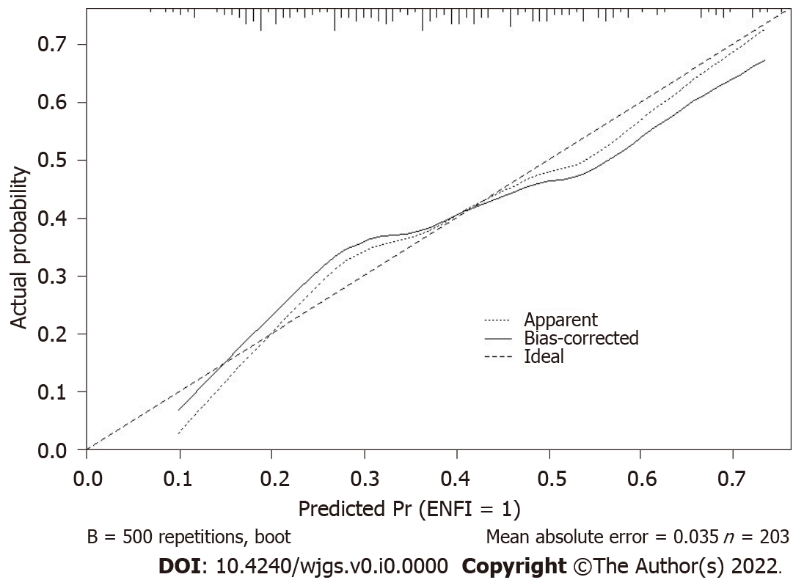 0.7
0.6
0.5
0.4
0.3
0.2
0.1
0.0
Actual probability
Apparent
Bias-corrected
Ideal
0.0 0.1 0.2 0.3 0.4 0.5 0.6 0.7
Predicted Pr (ENFI = 1)
B = 500 repetitions, boot Mean absolute error = 0.035 n = 203
DOI: 10.4240/wjgs.v0.i0.0000 Copyright ©The Author(s) 2022.